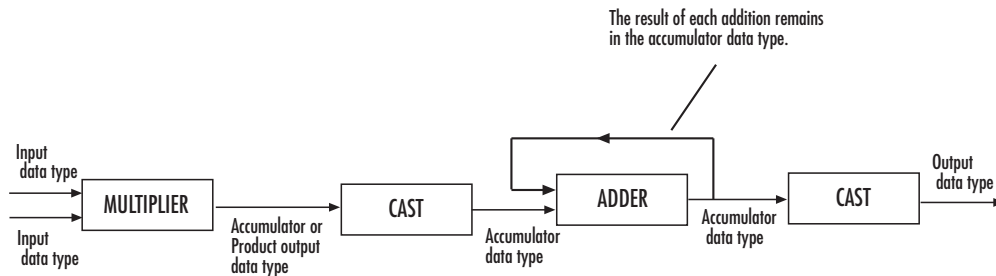 The result of each addition remains
in the accumulator data type.
Input
data type
MULTIPLIER
Input
data type
Accumulator or
Product output
data type
CAST
Accumulator
data type
ADDER
Accumulator
data type
CAST
Output
data type